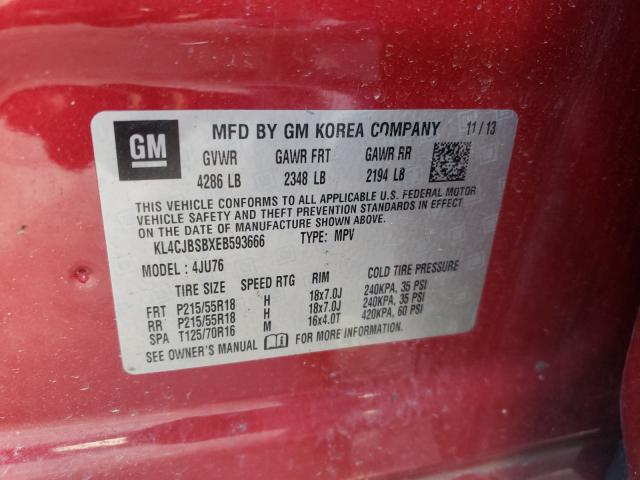 GM
MFD BY GM KOREA COMPANY 11/13
GVWR GAWR FRT GAWR RR
4286 LB 2348 LB 2194 LB
THIS VEHICLE CONFORMS TO ALL APPLICABLE U.S. FEDERAL MOTOR
VEHICLE SAFETY AND THEFT PREVENTION STANDARDS IN EFFECT
ON THE DATE OF MANUFACTURE SHOWN ABOVE.
KL4CJBSBXEB593666 TYPE: MPV
MODEL : 4JU76
TIRE SIZE SPEED RTG RIM COLD TIRE PRESSURE
FRT P215/55R18 H 18x7.0J 240KPA, 35 PSI
RR P215/55R18 H 18x7.0J 240KPA, 35 PSI
SPA T125/70R16 M 16x4.0T 420KPA, 60 PSI
SEE OWNER'S MANUAL FOR MORE INFORMATION.